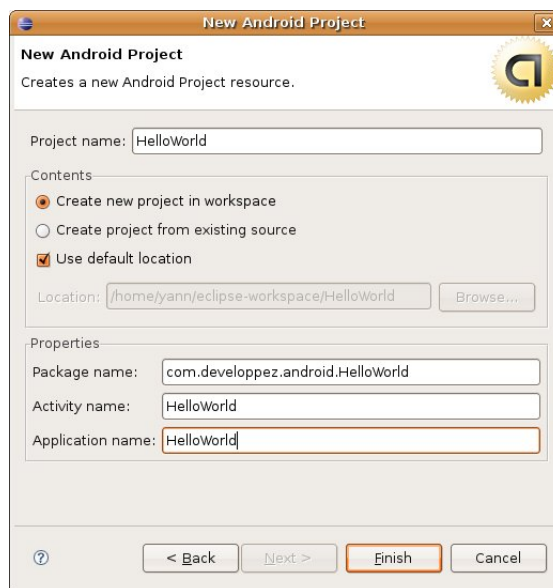 New Android Project
New Android Project
Creates a new Android Project resource.
Project name: HelloWorld
Contents
Create new project in workspace
Create project from existing source
Use default location
Location: /home/yann/eclipse-workspace/HelloWorld Browse...
Properties
Package name: com.developpez.android.HelloWorld
Activity name: HelloWorld
Application name: HelloWorld
? < Back Next > Finish Cancel